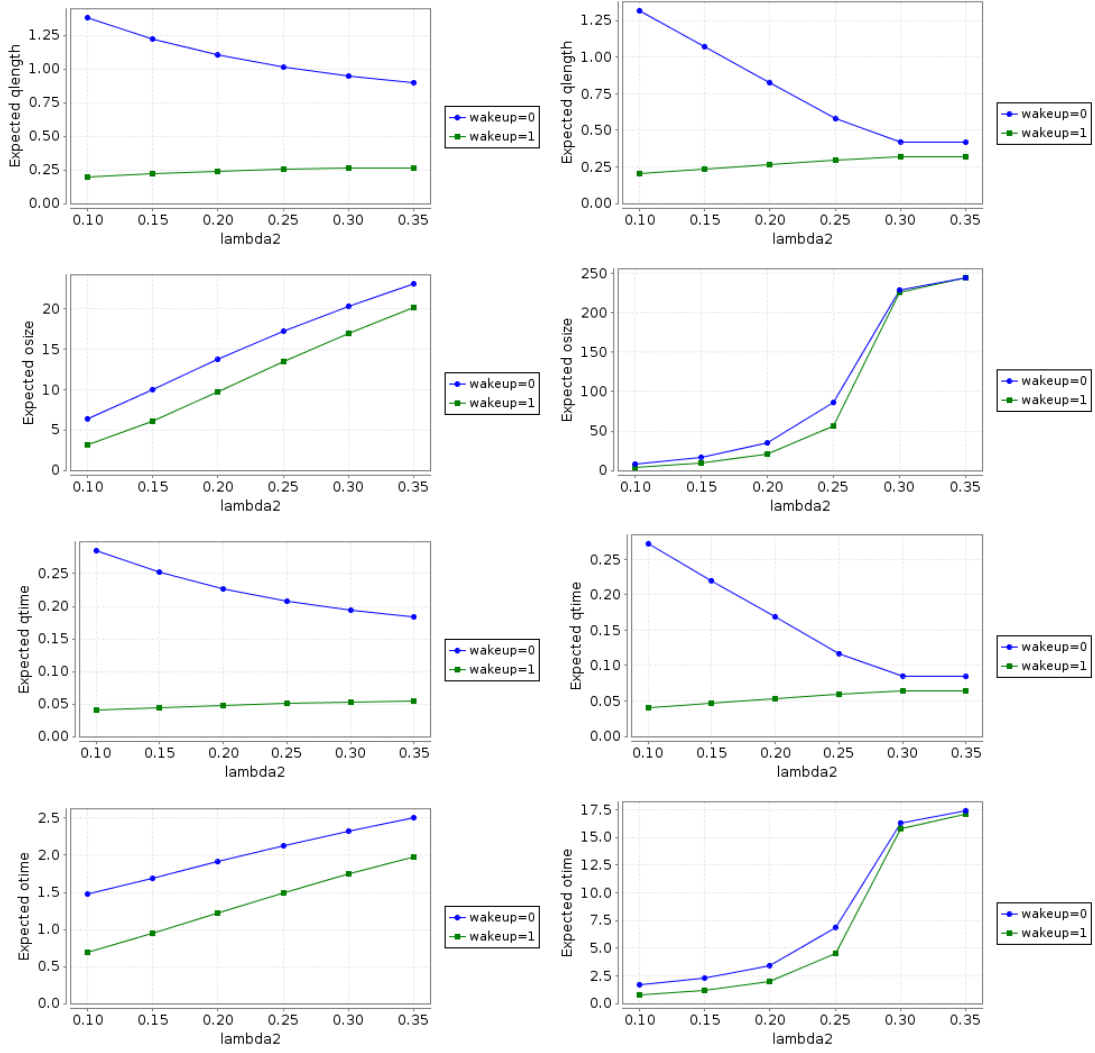 Expected qlength
1.25
1.00
0.75
0.50
0.25
0.00
0.10 0.15 0.20 0.25 0.30 0.35
lambda2
wakeup=0
wakeup=1
Expected qlength
1.25
1.00
0.75
0.50
0.25
0.00
0.10 0.15 0.20 0.25 0.30 0.35
lambda2
wakeup=0
wakeup=1
Expected osize
20
15
10
5
0
0.10 0.15 0.20 0.25 0.30 0.35
lambda2
wakeup=0
wakeup=1
Expected osize
250
200
150
100
50
0
0.10 0.15 0.20 0.25 0.30 0.35
lambda2
wakeup=0
wakeup=1
Expected qtime
0.25
0.20
0.15
0.10
0.05
0.00
0.10 0.15 0.20 0.25 0.30 0.35
lambda2
wakeup=0
wakeup=1
Expected qtime
0.25
0.20
0.15
0.10
0.05
0.00
0.10 0.15 0.20 0.25 0.30 0.35
lambda2
wakeup=0
wakeup=1
Expected otime
2.5
2.0
1.5
1.0
0.5
0.0
0.10 0.15 0.20 0.25 0.30 0.35
lambda2
wakeup=0
wakeup=1
Expected otime
17.5
15.0
12.5
10.0
7.5
5.0
2.5
0.0
0.10 0.15 0.20 0.25 0.30 0.35
lambda2
wakeup=0
wakeup=1